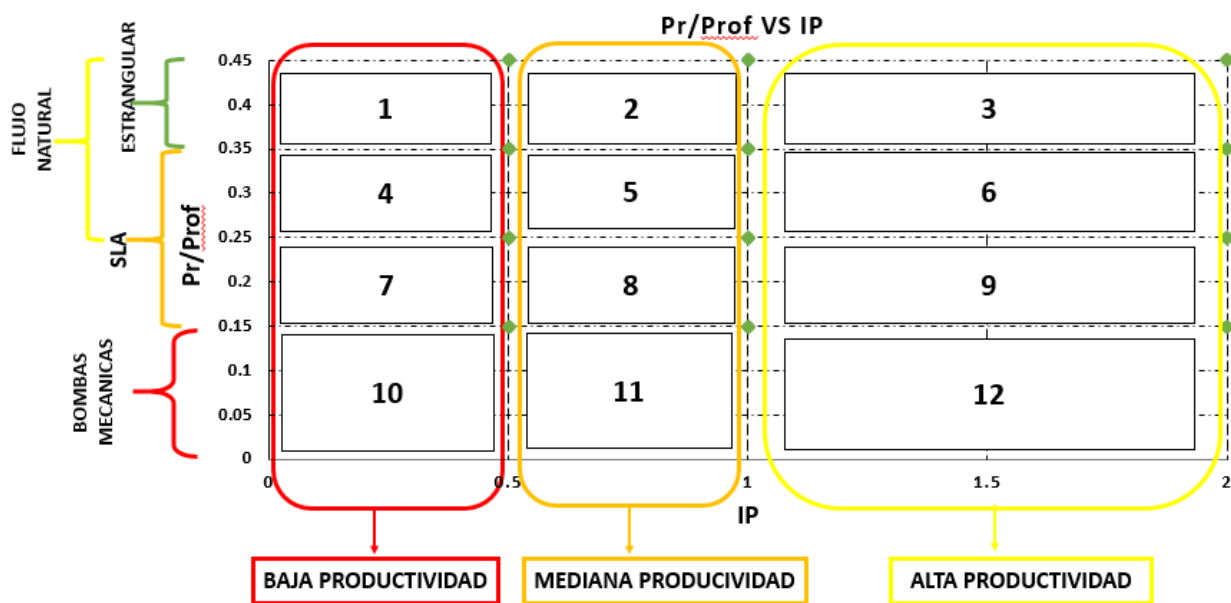 Pr/Prof VS IP
FLUJO
NATURAL
ESTRANGULAR
SLA
BOMBAS
MECANICAS
Pr/Prof
0.45
0.4
0.35
0.3
0.25
0.2
0.15
0.1
0.05
0
1
2
3
4
5
6
7
8
9
10
11
12
0
0.5
1
1.5
2
IP
BAJA PRODUCTIVIDAD
MEDIANA PRODUCIVIDAD
ALTA PRODUCTIVIDAD